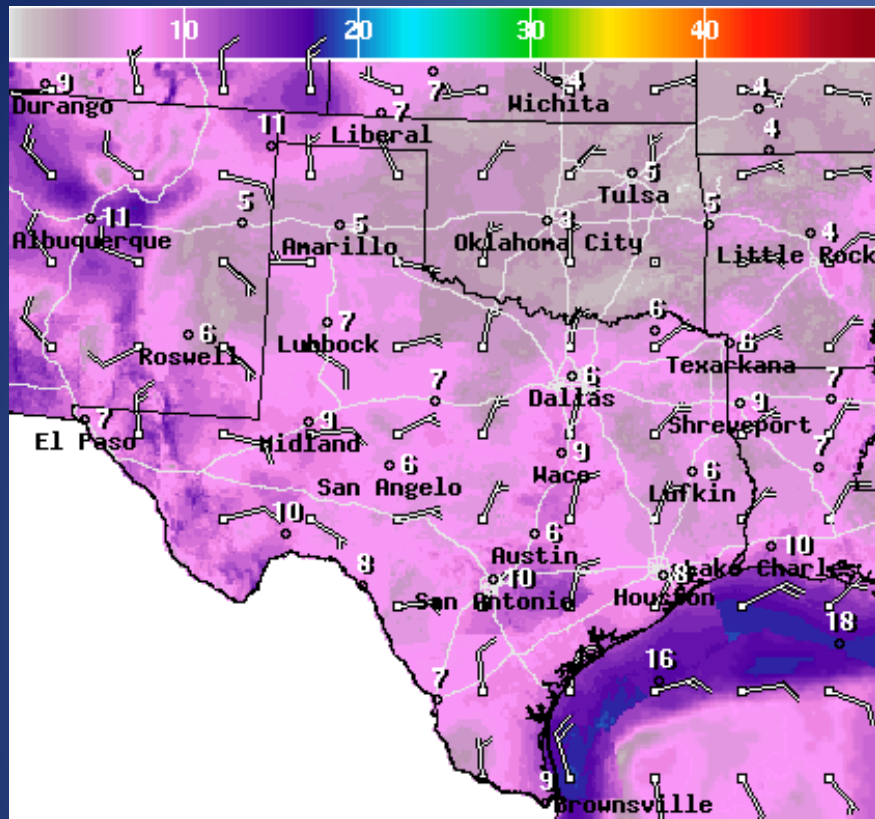 10 20 30 40
9 7 4 4
Durango Wichita
7 Liberal
11 4
5 Tulsa
11 5 5 3 5 4
Albuquerque Amarillo Oklahoma City Little Rock
6 7 6 8
Roswell Lubbock Texarkana
6
Dallas
7 9 7
7 9 Shreveport
El Paso Midland
9 Waco 7
6 6
San Angelo Lufkin
10 6 10
Austin Lake Charles
8 10 8
San Antonio Houston
18
16
7
9
Brownsville